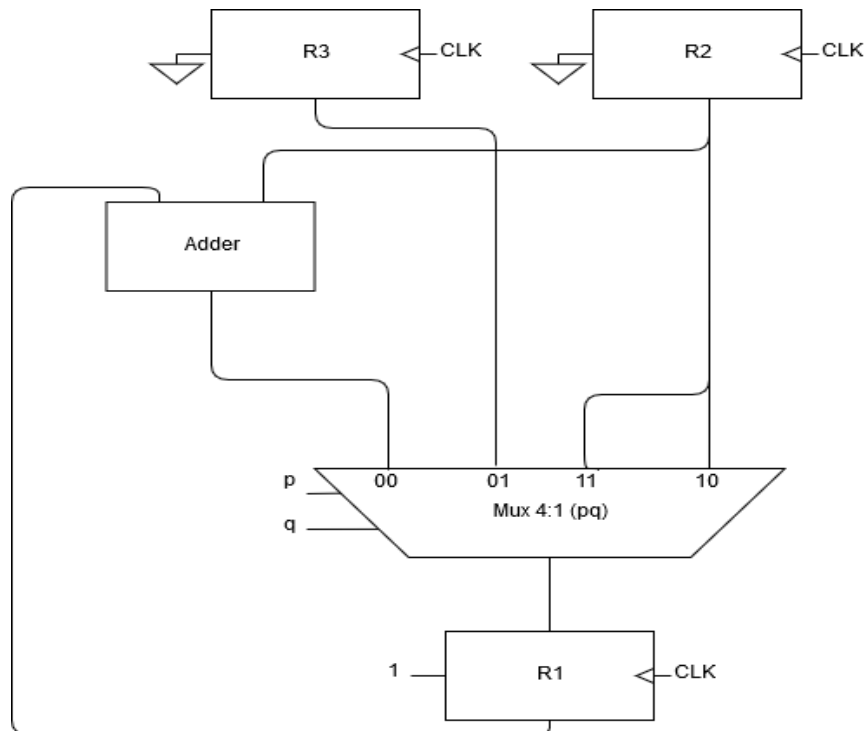 R3
CLK
R2
CLK
Adder
00
01
11
10
p
Mux 4:1 (pq)
q
1
R1
CLK